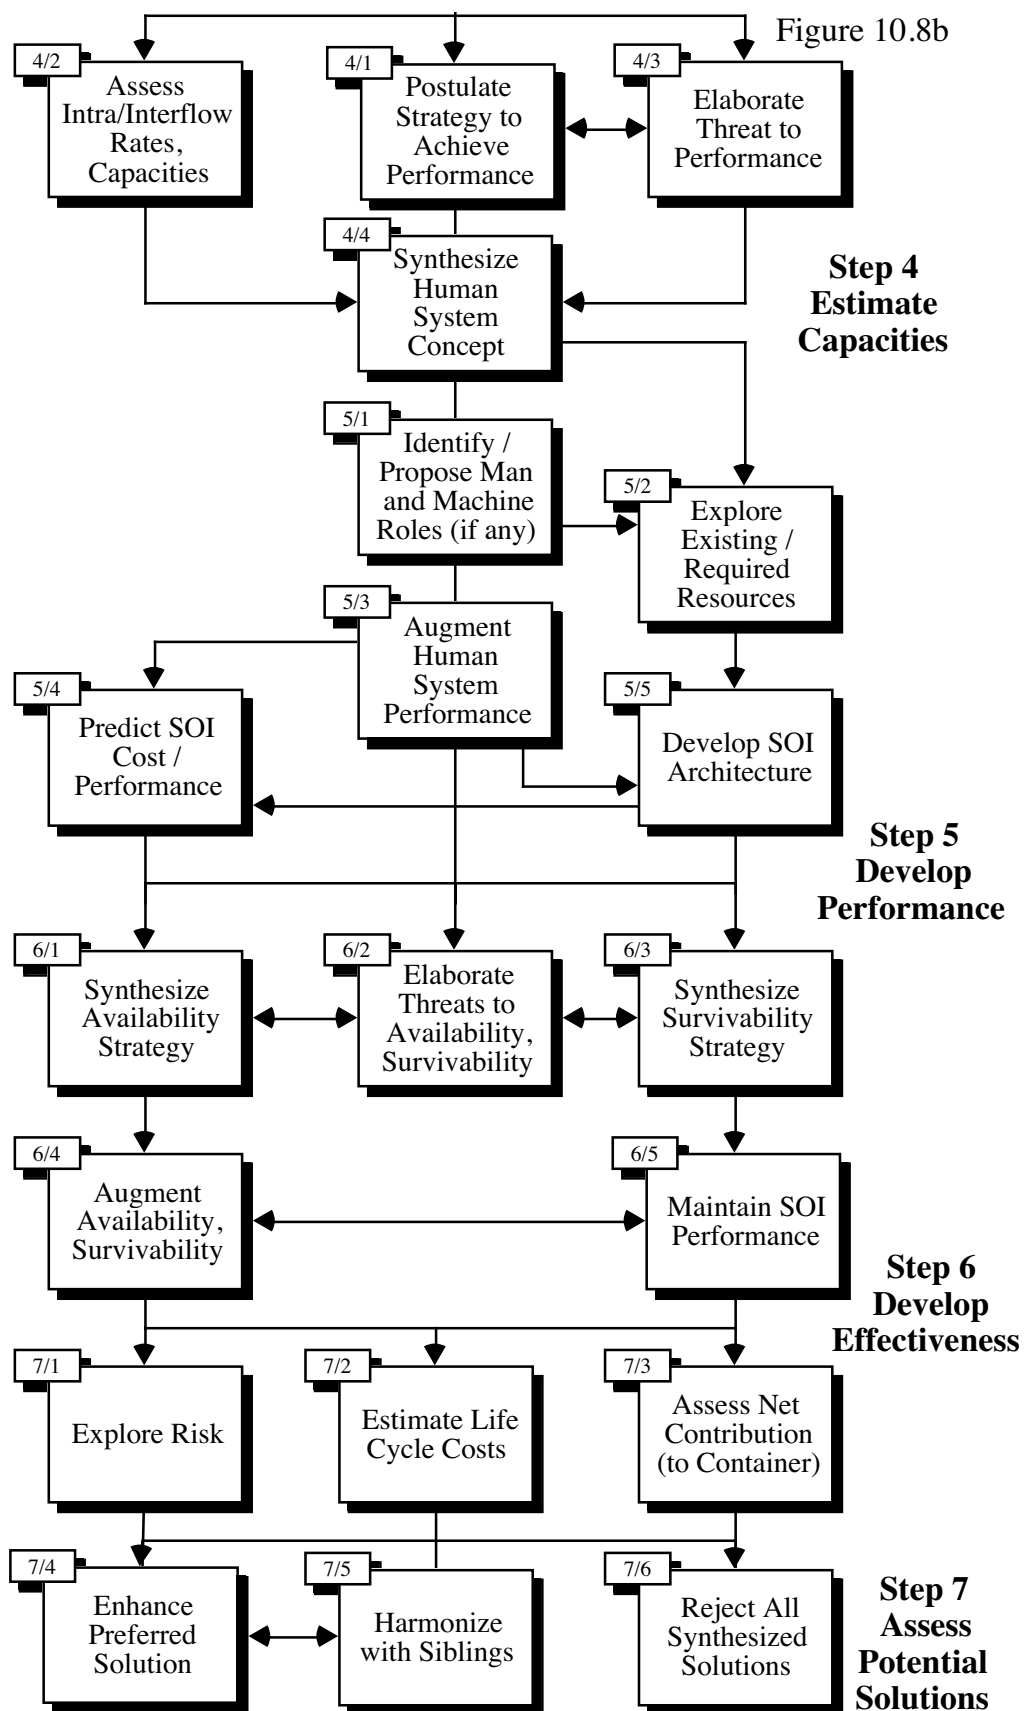 Figure 10.8b
4/2
Assess
Intra/Interflow
Rates,
Capacities
4/1
Postulate
Strategy to
Achieve
Performance
4/3
Elaborate
Threat to
Performance
4/4
Synthesize
Human
System
Concept
Step 4
Estimate
Capacities
5/1
Identify /
Propose Man
and Machine
Roles (if any)
5/2
Explore
Existing /
Required
Resources
5/3
Augment
Human
System
Performance
5/4
Predict SOI
Cost /
Performance
5/5
Develop SOI
Architecture
Step 5
Develop
Performance
6/1
Synthesize
Availability
Strategy
6/2
Elaborate
Threats to
Availability,
Survivability
6/3
Synthesize
Survivability
Strategy
6/4
Augment
Availability,
Survivability
6/5
Maintain SOI
Performance
Step 6
Develop
Effectiveness
7/1
Explore Risk
7/2
Estimate Life
Cycle Costs
7/3
Assess Net
Contribution
(to Container)
7/4
Enhance
Preferred
Solution
7/5
Harmonize
with Siblings
7/6
Reject All
Synthesized
Solutions
Step 7
Assess
Potential
Solutions